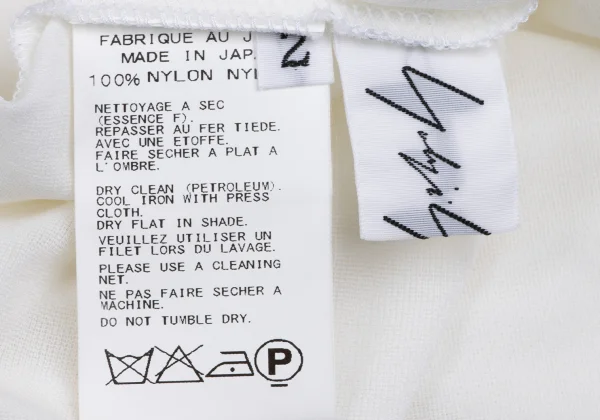 FABRIQUE AU J
MADE IN JAP
100% NYLON NYL
2
NETTOYAGE A SEC
(ESSENCE F).
REPASSER AU FER TIEDE.
AVEC UNE ETOFFE.
FAIRE SECHER A PLAT A
L'OMBRE.
DRY CLEAN (PETROLEUM).
COOL IRON WITH PRESS
CLOTH.
DRY FLAT IN SHADE.
VEUILLEZ UTILISER UN
FILET LORS DU LAVAGE.
PLEASE USE A CLEANING
NET.
NE PAS FAIRE SECHER A
MACHINE.
DO NOT TUMBLE DRY.
P